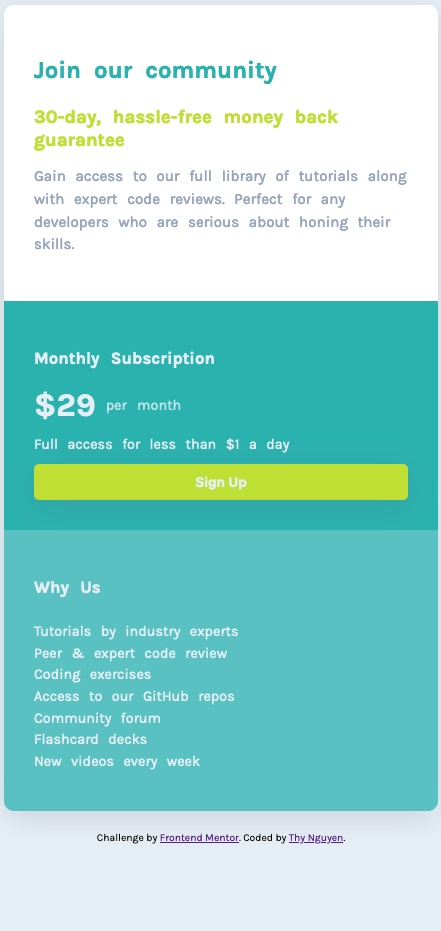 Join our community
30-day, hassle-free money back
guarantee
Gain access to our full library of tutorials along
with expert code reviews. Perfect for any
developers who are serious about honing their
skills.
Monthly Subscription
$29 per month
Full access for less than $1 a day
Sign Up
Why Us
Tutorials by industry experts
Peer & expert code review
Coding exercises
Access to our GitHub repos
Community forum
Flashcard decks
New videos every week
Challenge by Frontend Mentor. Coded by Thy Nguyen.